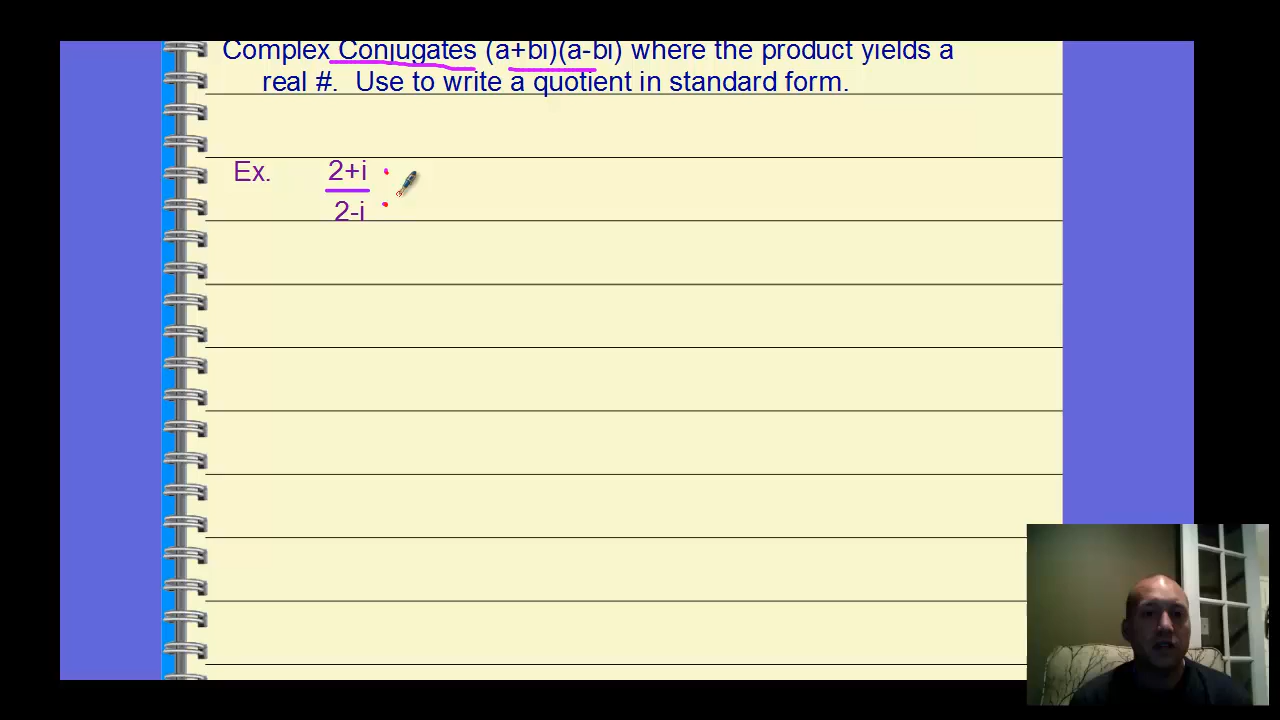 Complex Conjugates (a+bi)(a-bi) where the product yields a
real #. Use to write a quotient in standard form.
Ex. 2+i
2-i